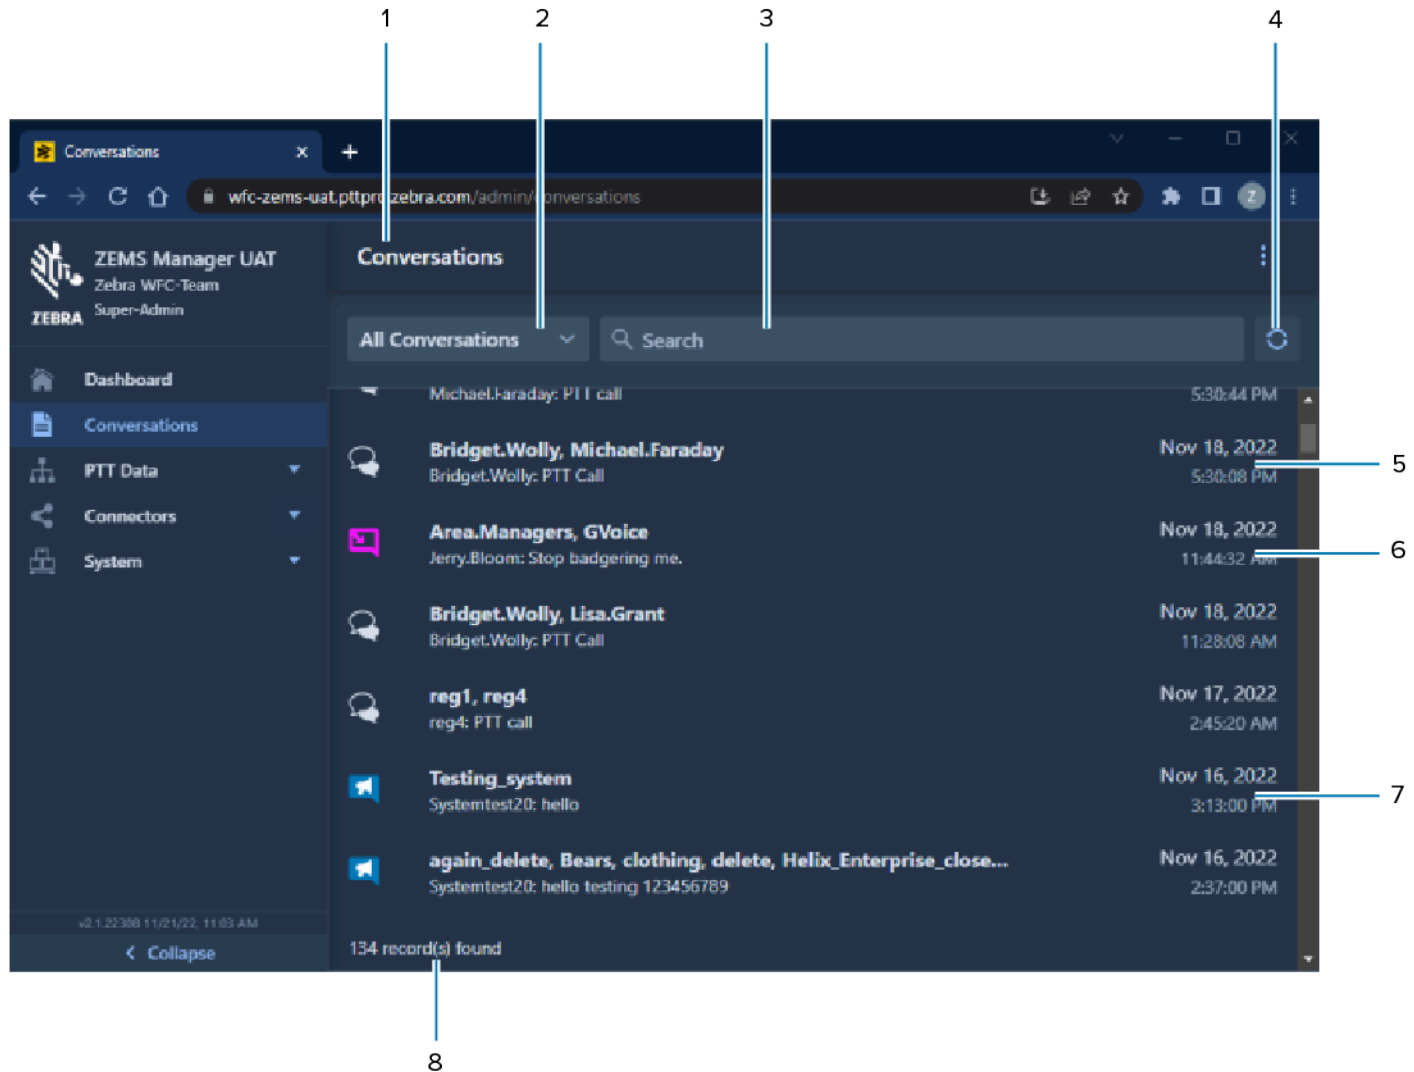 1 2 3 4
Conversations
wfc-zems-uat.pttpro.zebra.com/admin/conversations
Z
ZEBRA
ZEMS Manager UAT
Zebra WFC-Team
Super-Admin
Dashboard
Conversations
PTT Data
Connectors
System
v2.1.22308 11/21/22, 11:03 AM
Collapse
Conversations
All Conversations
Search
Michael.Faraday: PTT call
5:30:44 PM
Bridget.Wolly, Michael.Faraday
Nov 18, 2022
Bridget.Wolly: PTT Call
5:30:08 PM
5
Area.Managers, GVoice
Nov 18, 2022
Jerry.Bloom: Stop badgering me.
11:44:32 AM
6
Bridget.Wolly, Lisa.Grant
Nov 18, 2022
Bridget.Wolly: PTT Call
11:28:08 AM
reg1, reg4
Nov 17, 2022
reg4: PTT call
2:45:20 AM
Testing_system
Nov 16, 2022
Systemtest20: hello
3:13:00 PM
7
again_delete, Bears, clothing, delete, Helix_Enterprise_close...
Nov 16, 2022
Systemtest20: hello testing 123456789
2:37:00 PM
134 record(s) found
8